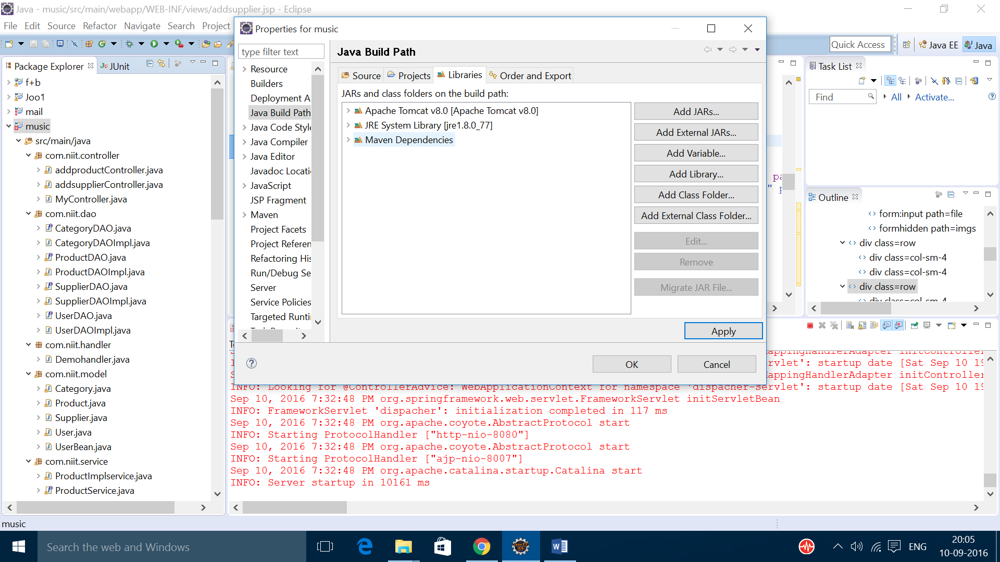 Java - music/src/main/webapp/WEB-INF/views/addsupplier.jsp - Eclipse
File Edit Source Refactor Navigate Search Project
Quick Access
Java EE
Java
Package Explorer
JUnit
f+b
Joo1
mail
music
src/main/java
com.niit.controller
addproductController.java
addsupplierController.java
MyController.java
com.niit.dao
CategoryDAO.java
CategoryDAOImpl.java
ProductDAO.java
ProductDAOImpl.java
SupplierDAO.java
SupplierDAOImpl.java
UserDAO.java
UserDAOImpl.java
com.niit.handler
Demohandler.java
com.niit.model
Category.java
Product.java
Supplier.java
User.java
UserBean.java
com.niit.service
ProductImplservice.java
ProductService.java
music
Properties for music
type filter text
Resource
Builders
Deployment A
Java Build Path
Java Code Style
Java Compiler
Java Editor
Javadoc Locati
JavaScript
JSP Fragment
Maven
Project Facets
Project Referen
Refactoring His
Run/Debug Se
Server
Service Policies
Targeted Runti
Java Build Path
Source
Projects
Libraries
Order and Export
JARs and class folders on the build path:
Apache Tomcat v8.0 [Apache Tomcat v8.0]
JRE System Library [jre1.8.0_77]
Maven Dependencies
Add JARs...
Add External JARs...
Add Variable...
Add Library...
Add Class Folder...
Add External Class Folder...
Edit...
Remove
Migrate JAR File...
Apply
OK
Cancel
pa
" p
Task List
Find
All
Activate...
Outline
form:input path=file
formhidden path=imgs
div class=row
div class=col-sm-4
div class=col-sm-4
div class=row
div class=col-sm-4
appingHandlerAdapter initController
rvlet': startup date [Sat Sep 10 19
MappingHandlerAdapter initController
INFO: Looking for @ControllerAdvice: WebApplicationContext for namespace 'dispacher-servlet': startup date [Sat Sep 10 19
Sep 10, 2016 7:32:48 PM org.springframework.web.servlet.FrameworkServlet initServletBean
INFO: FrameworkServlet 'dispacher': initialization completed in 117 ms
Sep 10, 2016 7:32:48 PM org.apache.coyote.AbstractProtocol start
INFO: Starting ProtocolHandler ["http-nio-8080"]
Sep 10, 2016 7:32:48 PM org.apache.coyote.AbstractProtocol start
INFO: Starting ProtocolHandler ["ajp-nio-8007"]
Sep 10, 2016 7:32:48 PM org.apache.catalina.startup.Catalina start
INFO: Server startup in 10161 ms
Search the web and Windows
ENG
20:05
10-09-2016